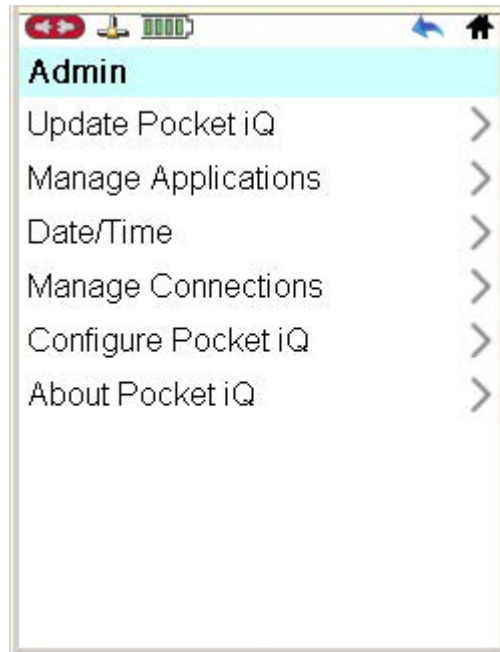 Admin
Update Pocket iQ
Manage Applications
Date/Time
Manage Connections
Configure Pocket iQ
About Pocket iQ